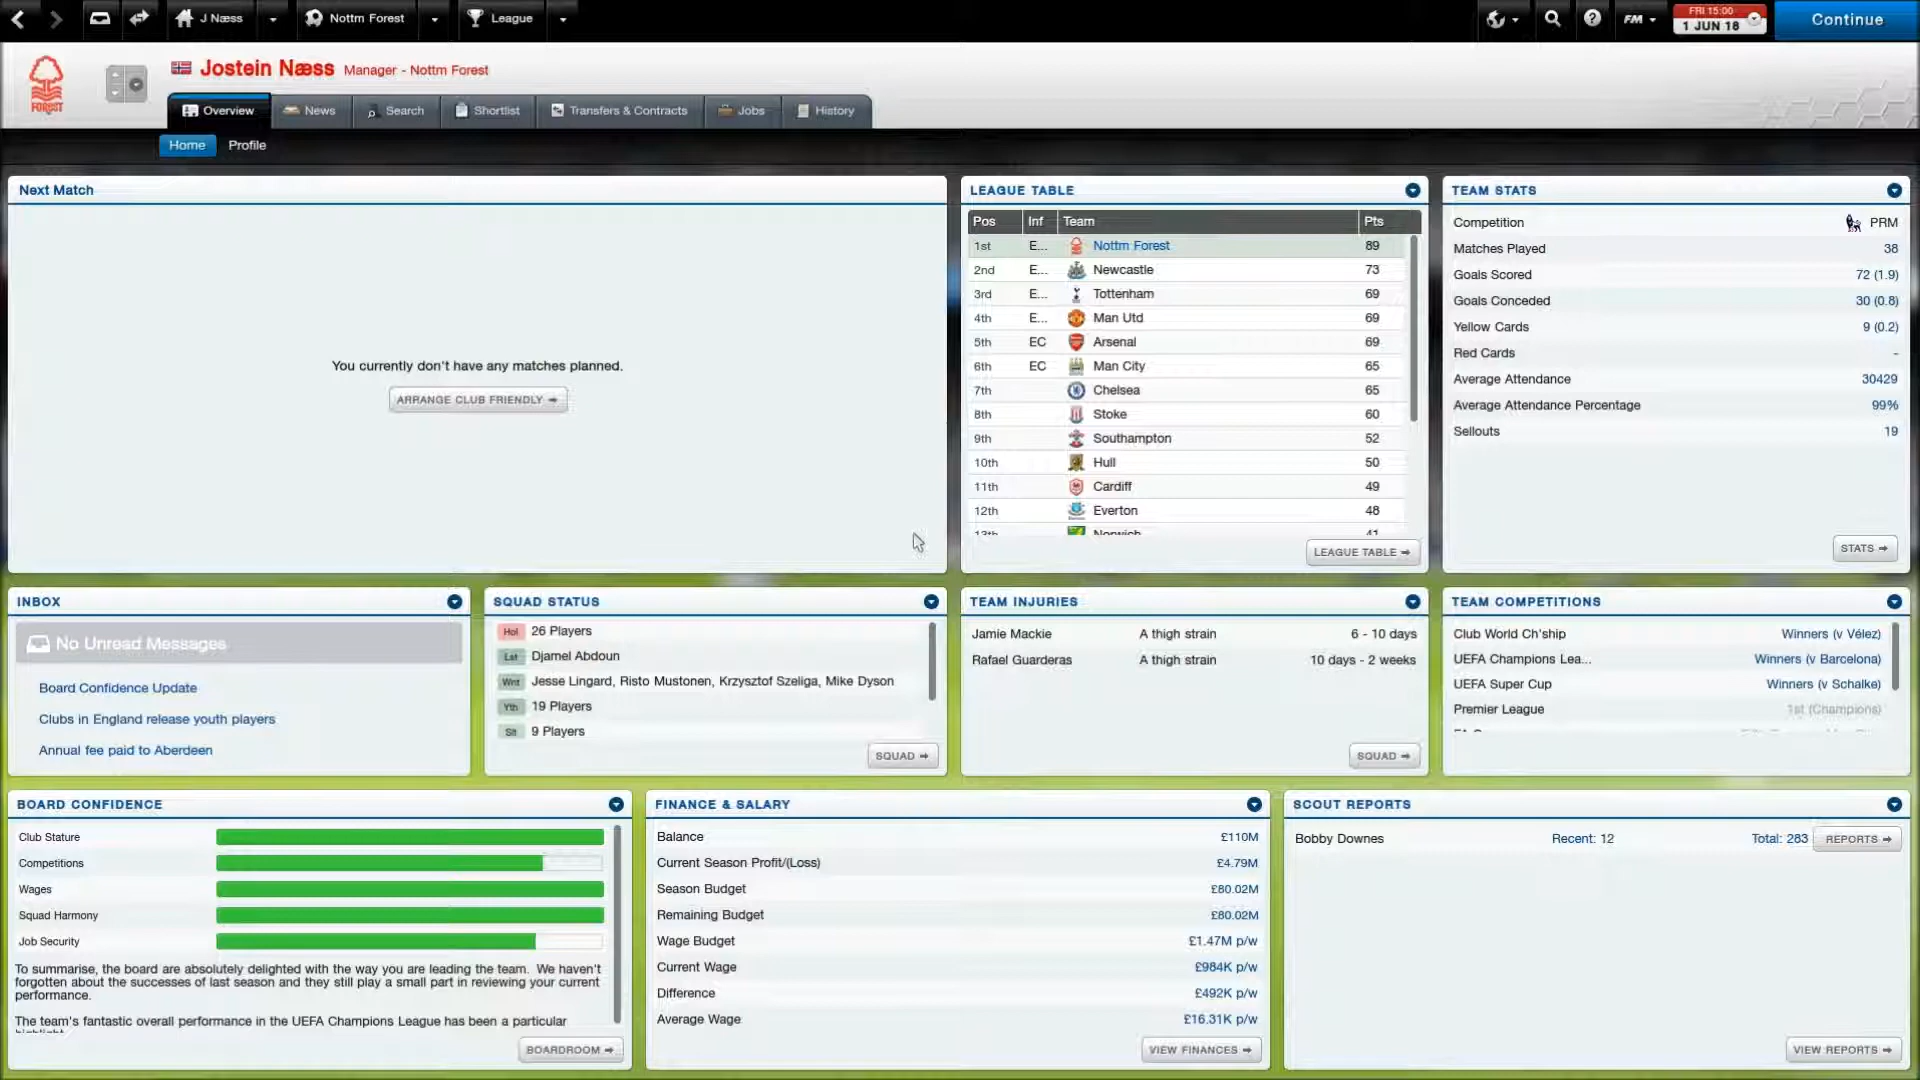 J Næss
Nottm Forest
League
FM
FRI 15:00
1 JUN 18
Continue
FOREST
Jostein Næss Manager - Nottm Forest
Overview
News
Search
Shortlist
Transfers & Contracts
Jobs
History
Home
Profile
Next Match
You currently don't have any matches planned.
ARRANGE CLUB FRIENDLY
LEAGUE TABLE
Pos Inf Team Pts
1st E... Nottm Forest 89
2nd E... Newcastle 73
3rd E... Tottenham 69
4th E... Man Utd 69
5th EC Arsenal 69
6th EC Man City 65
7th Chelsea 65
8th Stoke 60
9th Southampton 52
10th Hull 50
11th Cardiff 49
12th Everton 48
13th Norwich 41
LEAGUE TABLE
TEAM STATS
Competition PRM
Matches Played 38
Goals Scored 72 (1.9)
Goals Conceded 30 (0.8)
Yellow Cards 9 (0.2)
Red Cards -
Average Attendance 30429
Average Attendance Percentage 99%
Sellouts 19
STATS
INBOX
No Unread Messages
Board Confidence Update
Clubs in England release youth players
Annual fee paid to Aberdeen
SQUAD STATUS
Hol 26 Players
Lst Djamel Abdoun
Wnt Jesse Lingard, Risto Mustonen, Krzysztof Szeliga, Mike Dyson
Yth 19 Players
Slt 9 Players
SQUAD
TEAM INJURIES
Jamie Mackie A thigh strain 6 - 10 days
Rafael Guarderas A thigh strain 10 days - 2 weeks
SQUAD
TEAM COMPETITIONS
Club World Ch'ship Winners (v Vélez)
UEFA Champions Lea... Winners (v Barcelona)
UEFA Super Cup Winners (v Schalke)
Premier League 1st (Champions)
BOARD CONFIDENCE
Club Stature
Competitions
Wages
Squad Harmony
Job Security
To summarise, the board are absolutely delighted with the way you are leading the team. We haven't
forgotten about the successes of last season and they still play a small part in reviewing your current
performance.
The team's fantastic overall performance in the UEFA Champions League has been a particular
highlight
BOARDROOM
FINANCE & SALARY
Balance £110M
Current Season Profit/(Loss) £4.79M
Season Budget £80.02M
Remaining Budget £80.02M
Wage Budget £1.47M p/w
Current Wage £984K p/w
Difference £492K p/w
Average Wage £16.31K p/w
VIEW FINANCES
SCOUT REPORTS
Bobby Downes Recent: 12 Total: 283 REPORTS
VIEW REPORTS